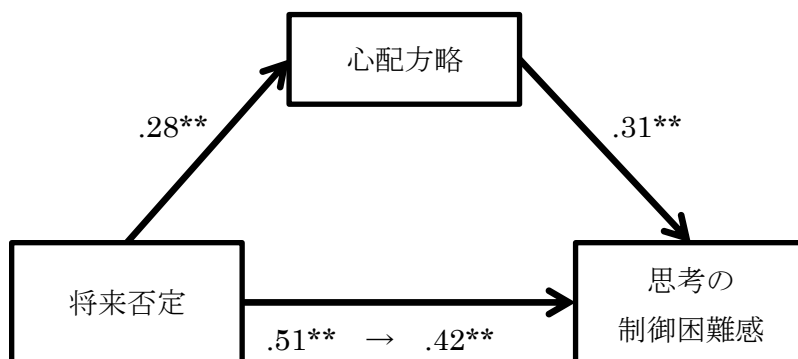 心配方略
.28**
.31**
将来否定
思考の
制御困難感
.51** → .42**